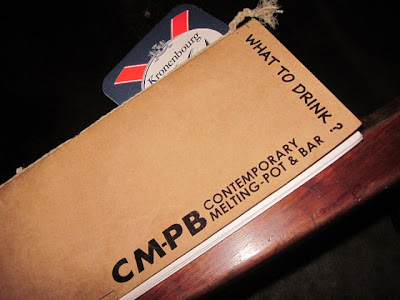 Kronenbourg
WHAT TO DRINK ?
CM-PB
CONTEMPORARY
MELTING-POT & BAR